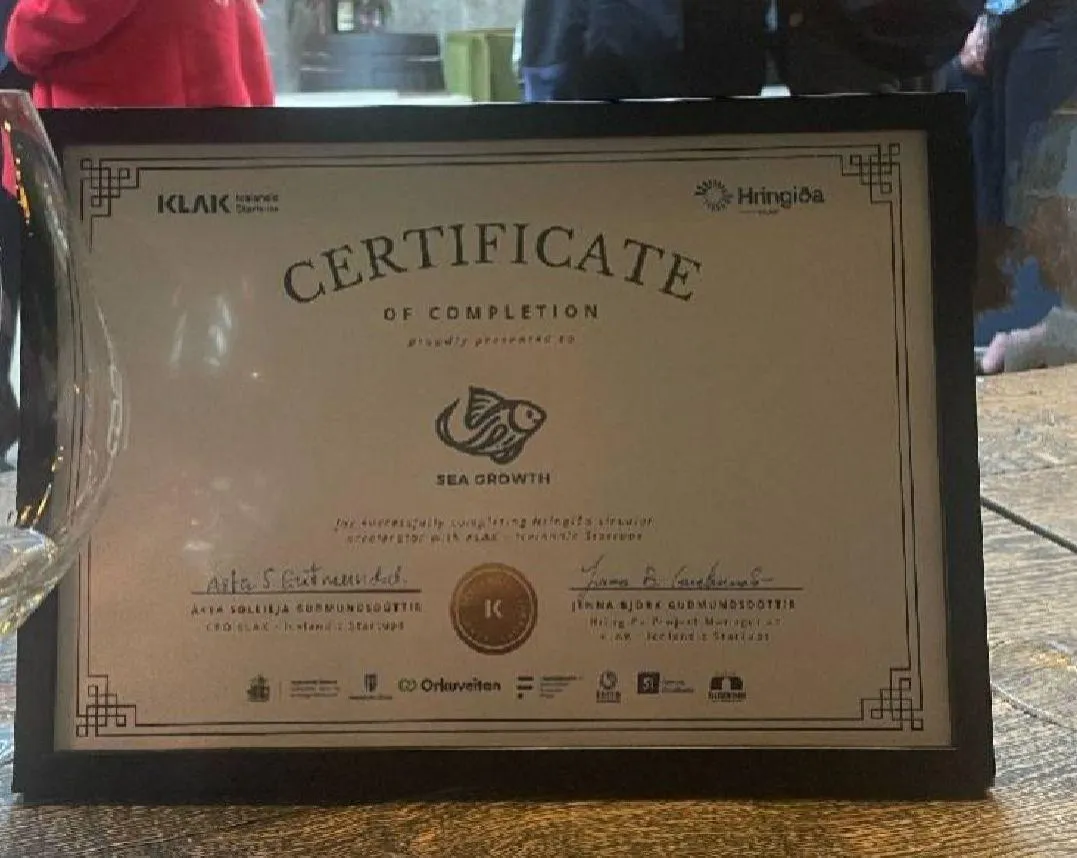 KLAK Icelandic Startups
Hringiða
CERTIFICATE
OF COMPLETION
proudly presented to
SEA GROWTH
for successfully completing Hringiða circular
accelerator with KLAK - Icelandic Startups
Ásta S Guðmundsd.
ÁSTA SÓLLILJA GUÐMUNDSDÓTTIR
JENNA BJÖRK GUÐMUNDSDÓTTIR
CEO KLAK - Icelandic Startups
Hringiða Project Manager at
KLAK - Icelandic Startups
K
Orkuveitan